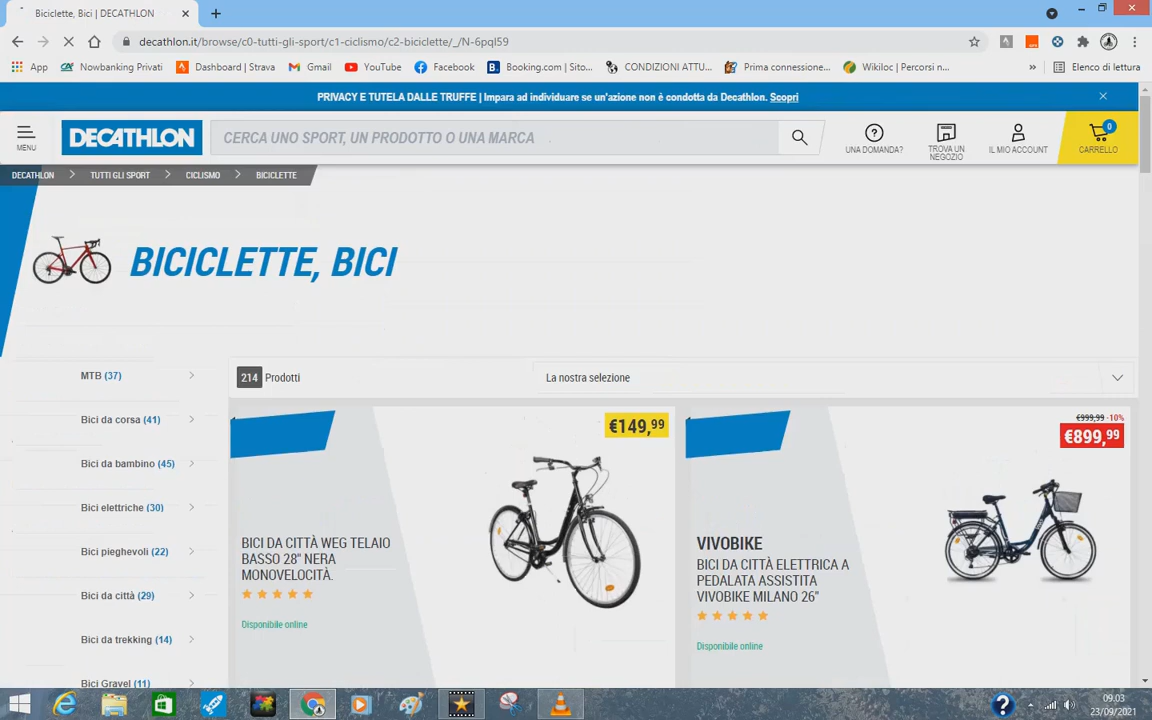 Biciclette, Bici | DECATHLON
decathlon.it/browse/c0-tutti-gli-sport/c1-ciclismo/c2-biciclette/_/N-6pql59
App
Nowbanking Privati
Dashboard | Strava
Gmail
YouTube
Facebook
Booking.com | Sito...
CONDIZIONI ATTU...
Prima connessione...
Wikiloc | Percorsi n...
»
Elenco di lettura
PRIVACY E TUTELA DALLE TRUFFE | Impara ad individuare se un'azione non è condotta da Decathlon. Scopri
MENU
DECATHLON
CERCA UNO SPORT, UN PRODOTTO O UNA MARCA
UNA DOMANDA?
TROVA UN
NEGOZIO
IL MIO ACCOUNT
0
CARRELLO
DECATHLON
TUTTI GLI SPORT
CICLISMO
BICICLETTE
BICICLETTE, BICI
MTB (37)
Bici da corsa (41)
Bici da bambino (45)
Bici elettriche (30)
Bici pieghevoli (22)
Bici da città (29)
Bici da trekking (14)
Bici Gravel (11)
214 Prodotti
La nostra selezione
€149,99
BICI DA CITTÀ WEG TELAIO
BASSO 28" NERA
MONOVELOCITÀ.
Disponibile online
€999,99 -10%
€899,99
VIVOBIKE
BICI DA CITTÀ ELETTRICA A
PEDALATA ASSISTITA
VIVOBIKE MILANO 26"
Disponibile online
09.03
23/09/2021